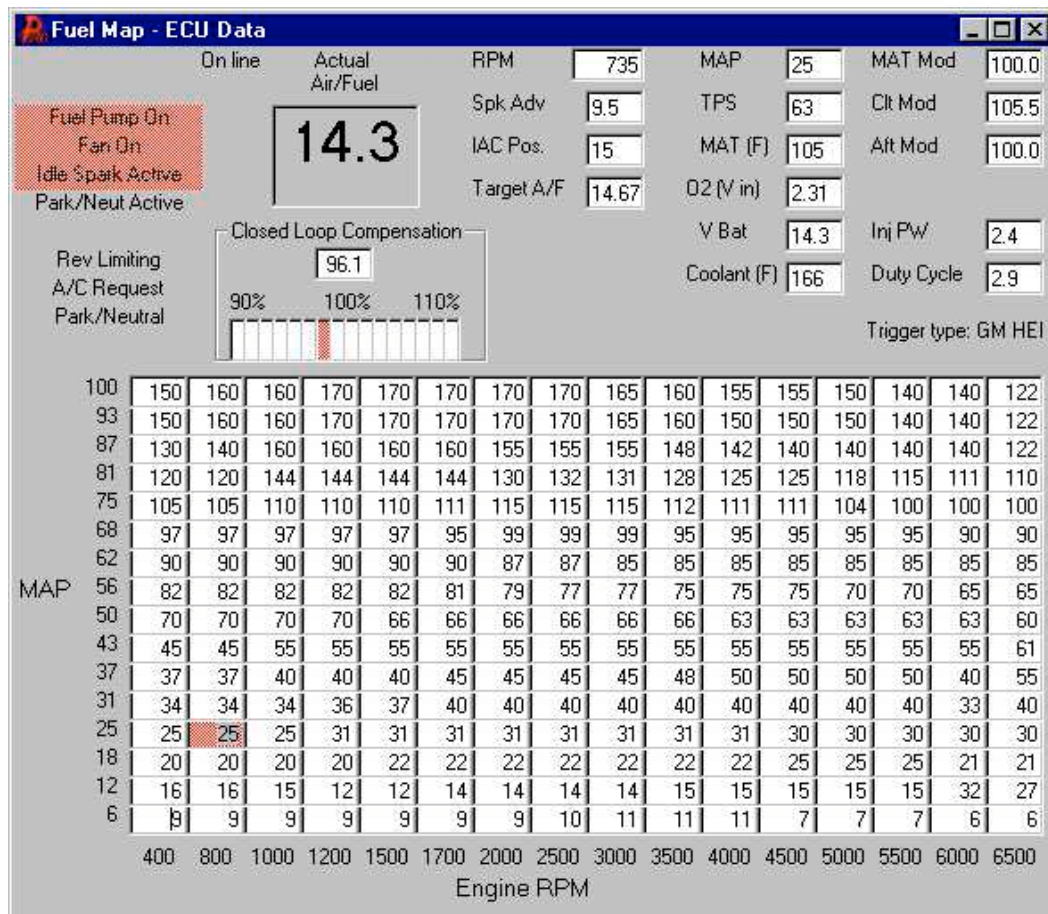 Fuel Map - ECU Data
On line
Actual
Air/Fuel
14.3
RPM 735
Spk Adv 9.5
IAC Pos. 15
Target A/F 14.67
MAP 25
TPS 63
MAT (F) 105
O2 (V in) 2.31
V Bat 14.3
Coolant (F) 166
MAT Mod 100.0
Clt Mod 105.5
Aft Mod 100.0
Inj PW 2.4
Duty Cycle 2.9
Trigger type: GM HEI
Fuel Pump On
Fan On
Idle Spark Active
Park/Neut Active
Rev Limiting
A/C Request
Park/Neutral
Closed Loop Compensation
96.1
90% 100% 110%
100 150 160 160 170 170 170 170 170 165 160 155 155 150 140 140 122
93 150 160 160 170 170 170 170 170 165 160 155 155 150 140 140 122
87 130 140 160 160 160 160 155 155 155 148 142 140 140 140 140 122
81 120 120 144 144 144 144 130 132 131 128 125 125 118 115 111 110
75 105 105 110 110 110 111 115 115 115 112 111 111 104 100 100 100
68 97 97 97 97 97 95 99 99 99 95 95 95 95 95 90 90
62 90 90 90 90 90 90 87 87 85 85 85 85 85 85 85 85
MAP 56 82 82 82 82 82 81 79 77 77 75 75 75 70 70 65 65
50 70 70 70 70 66 66 66 66 66 66 63 63 63 63 63 60
43 45 45 55 55 55 55 55 55 55 55 55 55 55 55 55 61
37 37 37 40 40 40 45 45 45 45 48 50 50 50 50 40 55
31 34 34 34 36 37 40 40 40 40 40 40 40 40 40 33 40
25 25 25 25 31 31 31 31 31 31 31 31 30 30 30 30 30
18 20 20 20 20 22 22 22 22 22 22 22 25 25 25 21 21
12 16 16 15 12 12 14 14 14 14 15 15 15 15 15 32 27
6 9 9 9 9 9 9 9 10 11 11 11 7 7 7 6 6
400 800 1000 1200 1500 1700 2000 2500 3000 3500 4000 4500 5000 5500 6000 6500
Engine RPM